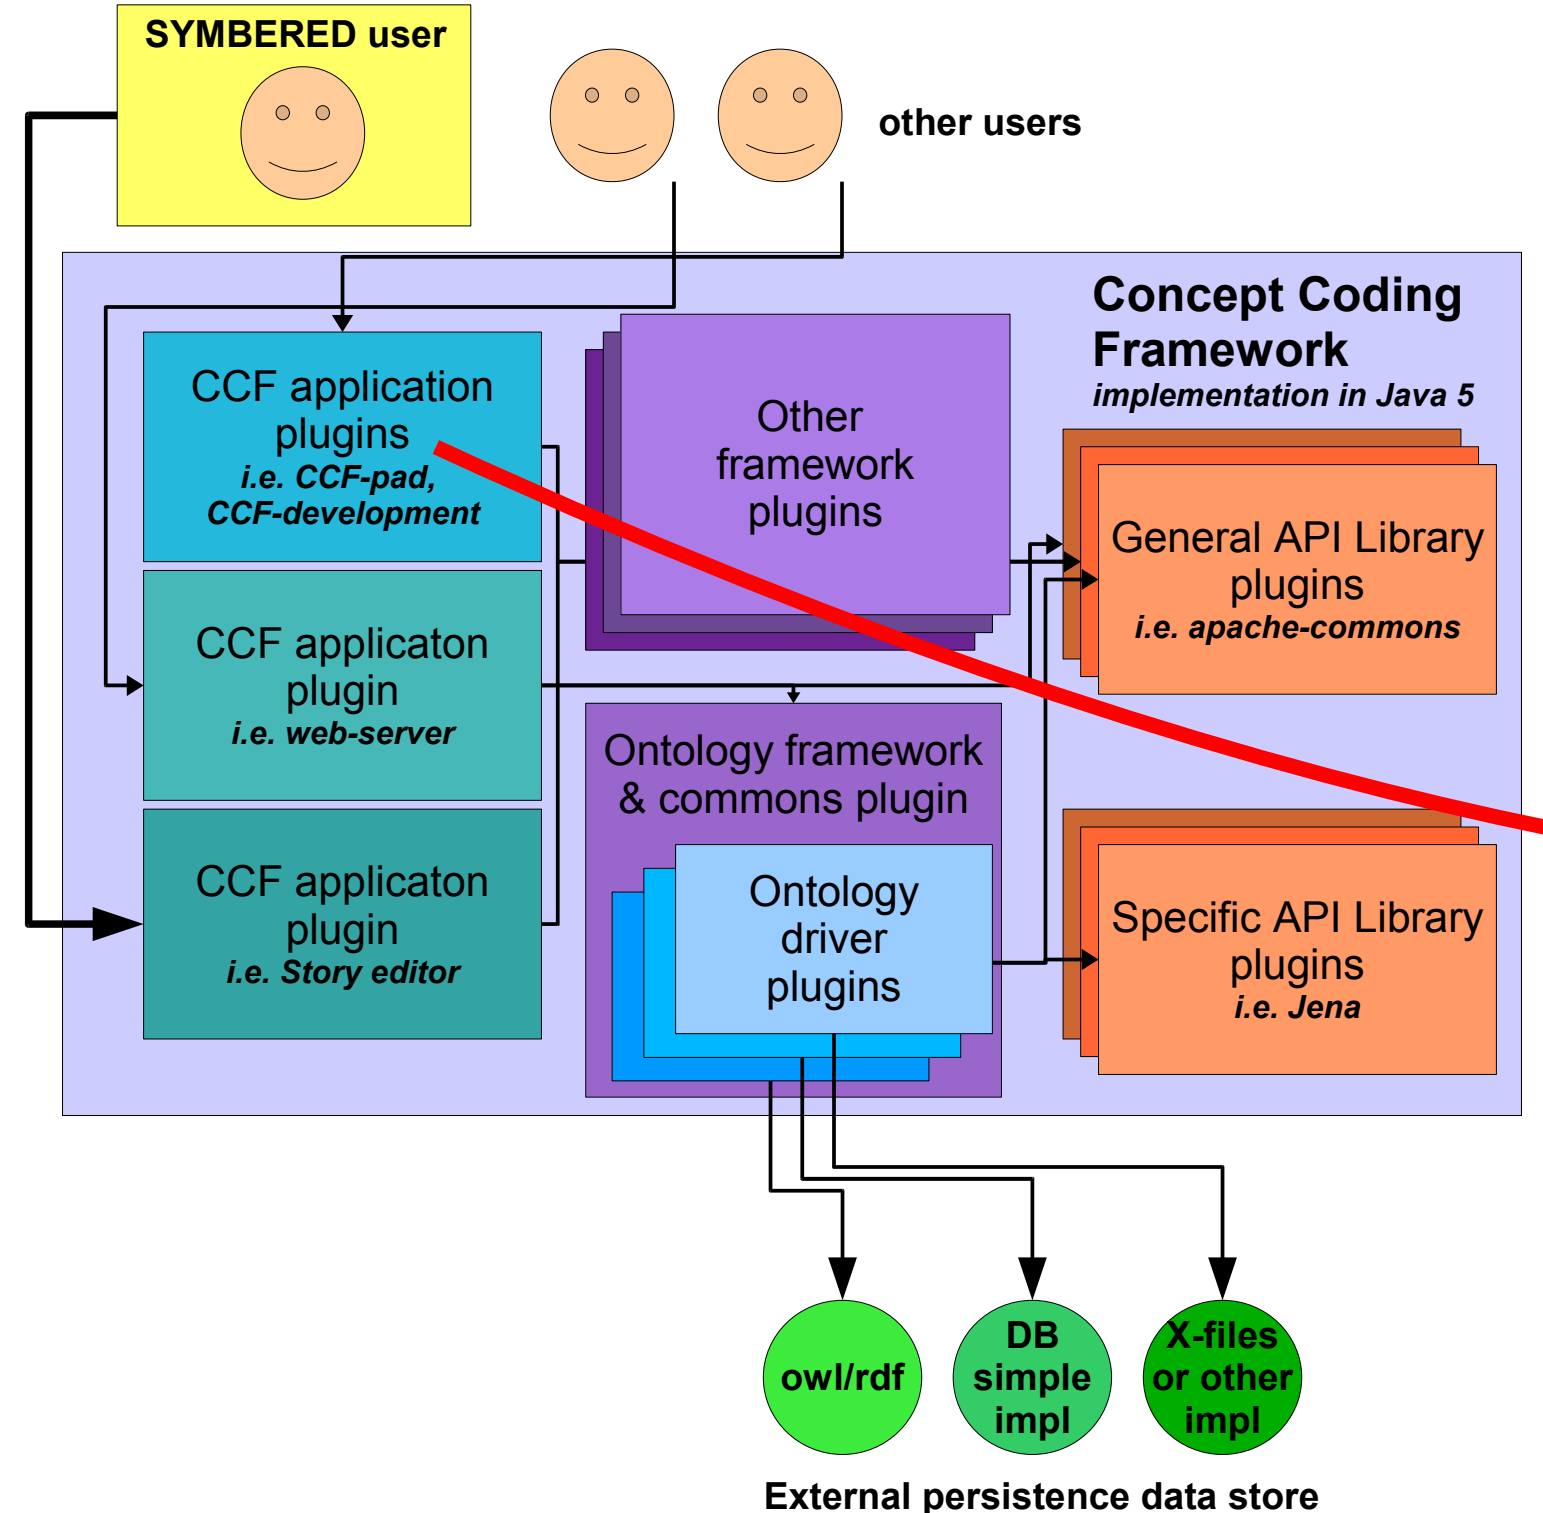 SYMBERED user
other users
Concept Coding
Framework
implementation in Java 5
CCF application
plugins
i.e. CCF-pad,
CCF-development
Other
framework
plugins
General API Library
plugins
i.e. apache-commons
CCF applicaton
plugin
i.e. web-server
Ontology framework
& commons plugin
CCF applicaton
plugin
i.e. Story editor
Ontology
driver
plugins
Specific API Library
plugins
i.e. Jena
owl/rdf
DB
simple
impl
X-files
or other
impl
External persistence data store